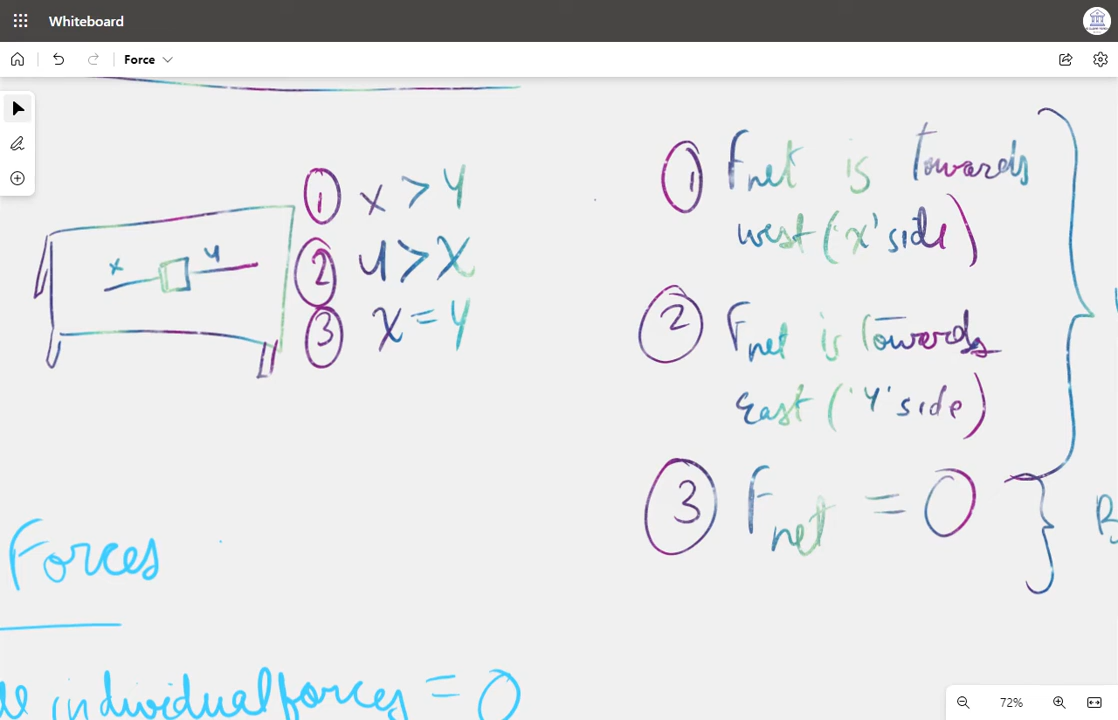 Whiteboard
Force
x
y
① x > y
② y > x
③ x = y
① Fnet is towards
west ('x' side)
② Fnet is towards
east ('y' side)
③ Fnet = 0
B
Forces
individual forces = 0
72%